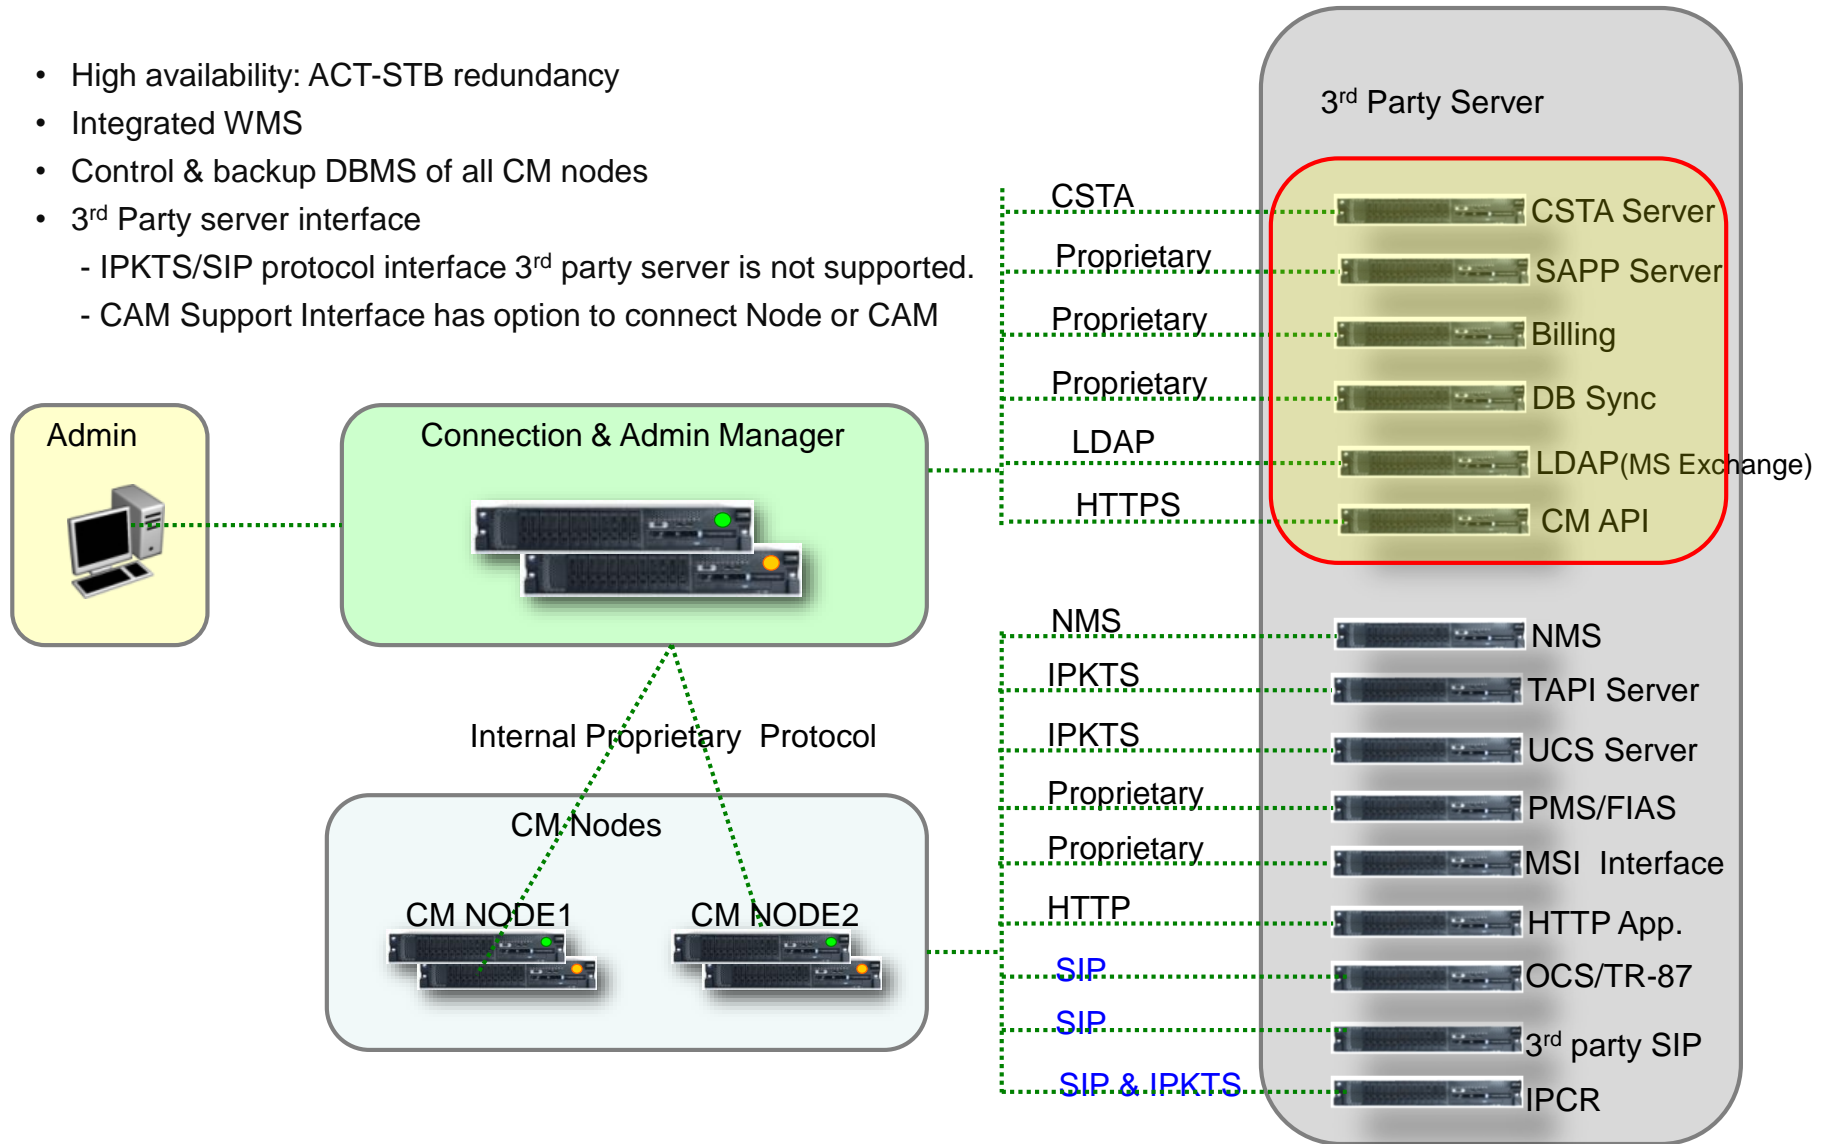 • High availability: ACT-STB redundancy
• Integrated WMS
• Control & backup DBMS of all CM nodes
• 3rd Party server interface
- IPKTS/SIP protocol interface 3rd party server is not supported.
- CAM Support Interface has option to connect Node or CAM
3rd Party Server
CSTA
CSTA Server
Proprietary
SAPP Server
Proprietary
Billing
Proprietary
DB Sync
LDAP
LDAP(MS Exchange)
HTTPS
CM API
Admin
Connection & Admin Manager
Internal Proprietary Protocol
CM Nodes
CM NODE1
CM NODE2
NMS
NMS
IPKTS
TAPI Server
IPKTS
UCS Server
Proprietary
PMS/FIAS
Proprietary
MSI Interface
HTTP
HTTP App.
SIP
OCS/TR-87
SIP
3rd party SIP
SIP & IPKTS
IPCR